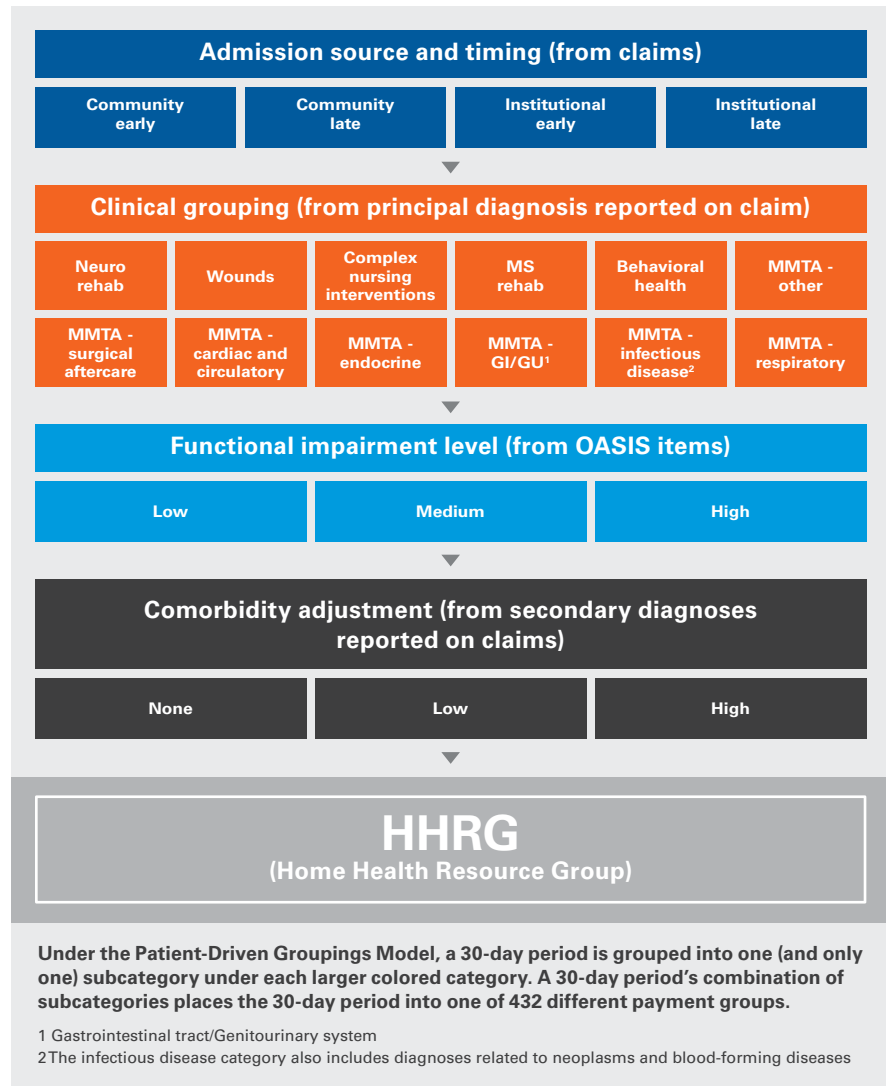 Admission source and timing (from claims)
Community
early
Community
late
Institutional
early
Institutional
late
Clinical grouping (from principal diagnosis reported on claim)
Neuro
rehab
Wounds
Complex
nursing
interventions
MS
rehab
Behavioral
health
MMTA -
other
MMTA -
surgical
aftercare
MMTA -
cardiac and
circulatory
MMTA -
endocrine
MMTA -
GI/GU¹
MMTA -
infectious
disease²
MMTA -
respiratory
Functional impairment level (from OASIS items)
Low
Medium
High
Comorbidity adjustment (from secondary diagnoses
reported on claims)
None
Low
High
HHRG
(Home Health Resource Group)
Under the Patient-Driven Groupings Model, a 30-day period is grouped into one (and only
one) subcategory under each larger colored category. A 30-day period's combination of
subcategories places the 30-day period into one of 432 different payment groups.
1 Gastrointestinal tract/Genitourinary system
2 The infectious disease category also includes diagnoses related to neoplasms and blood-forming diseases